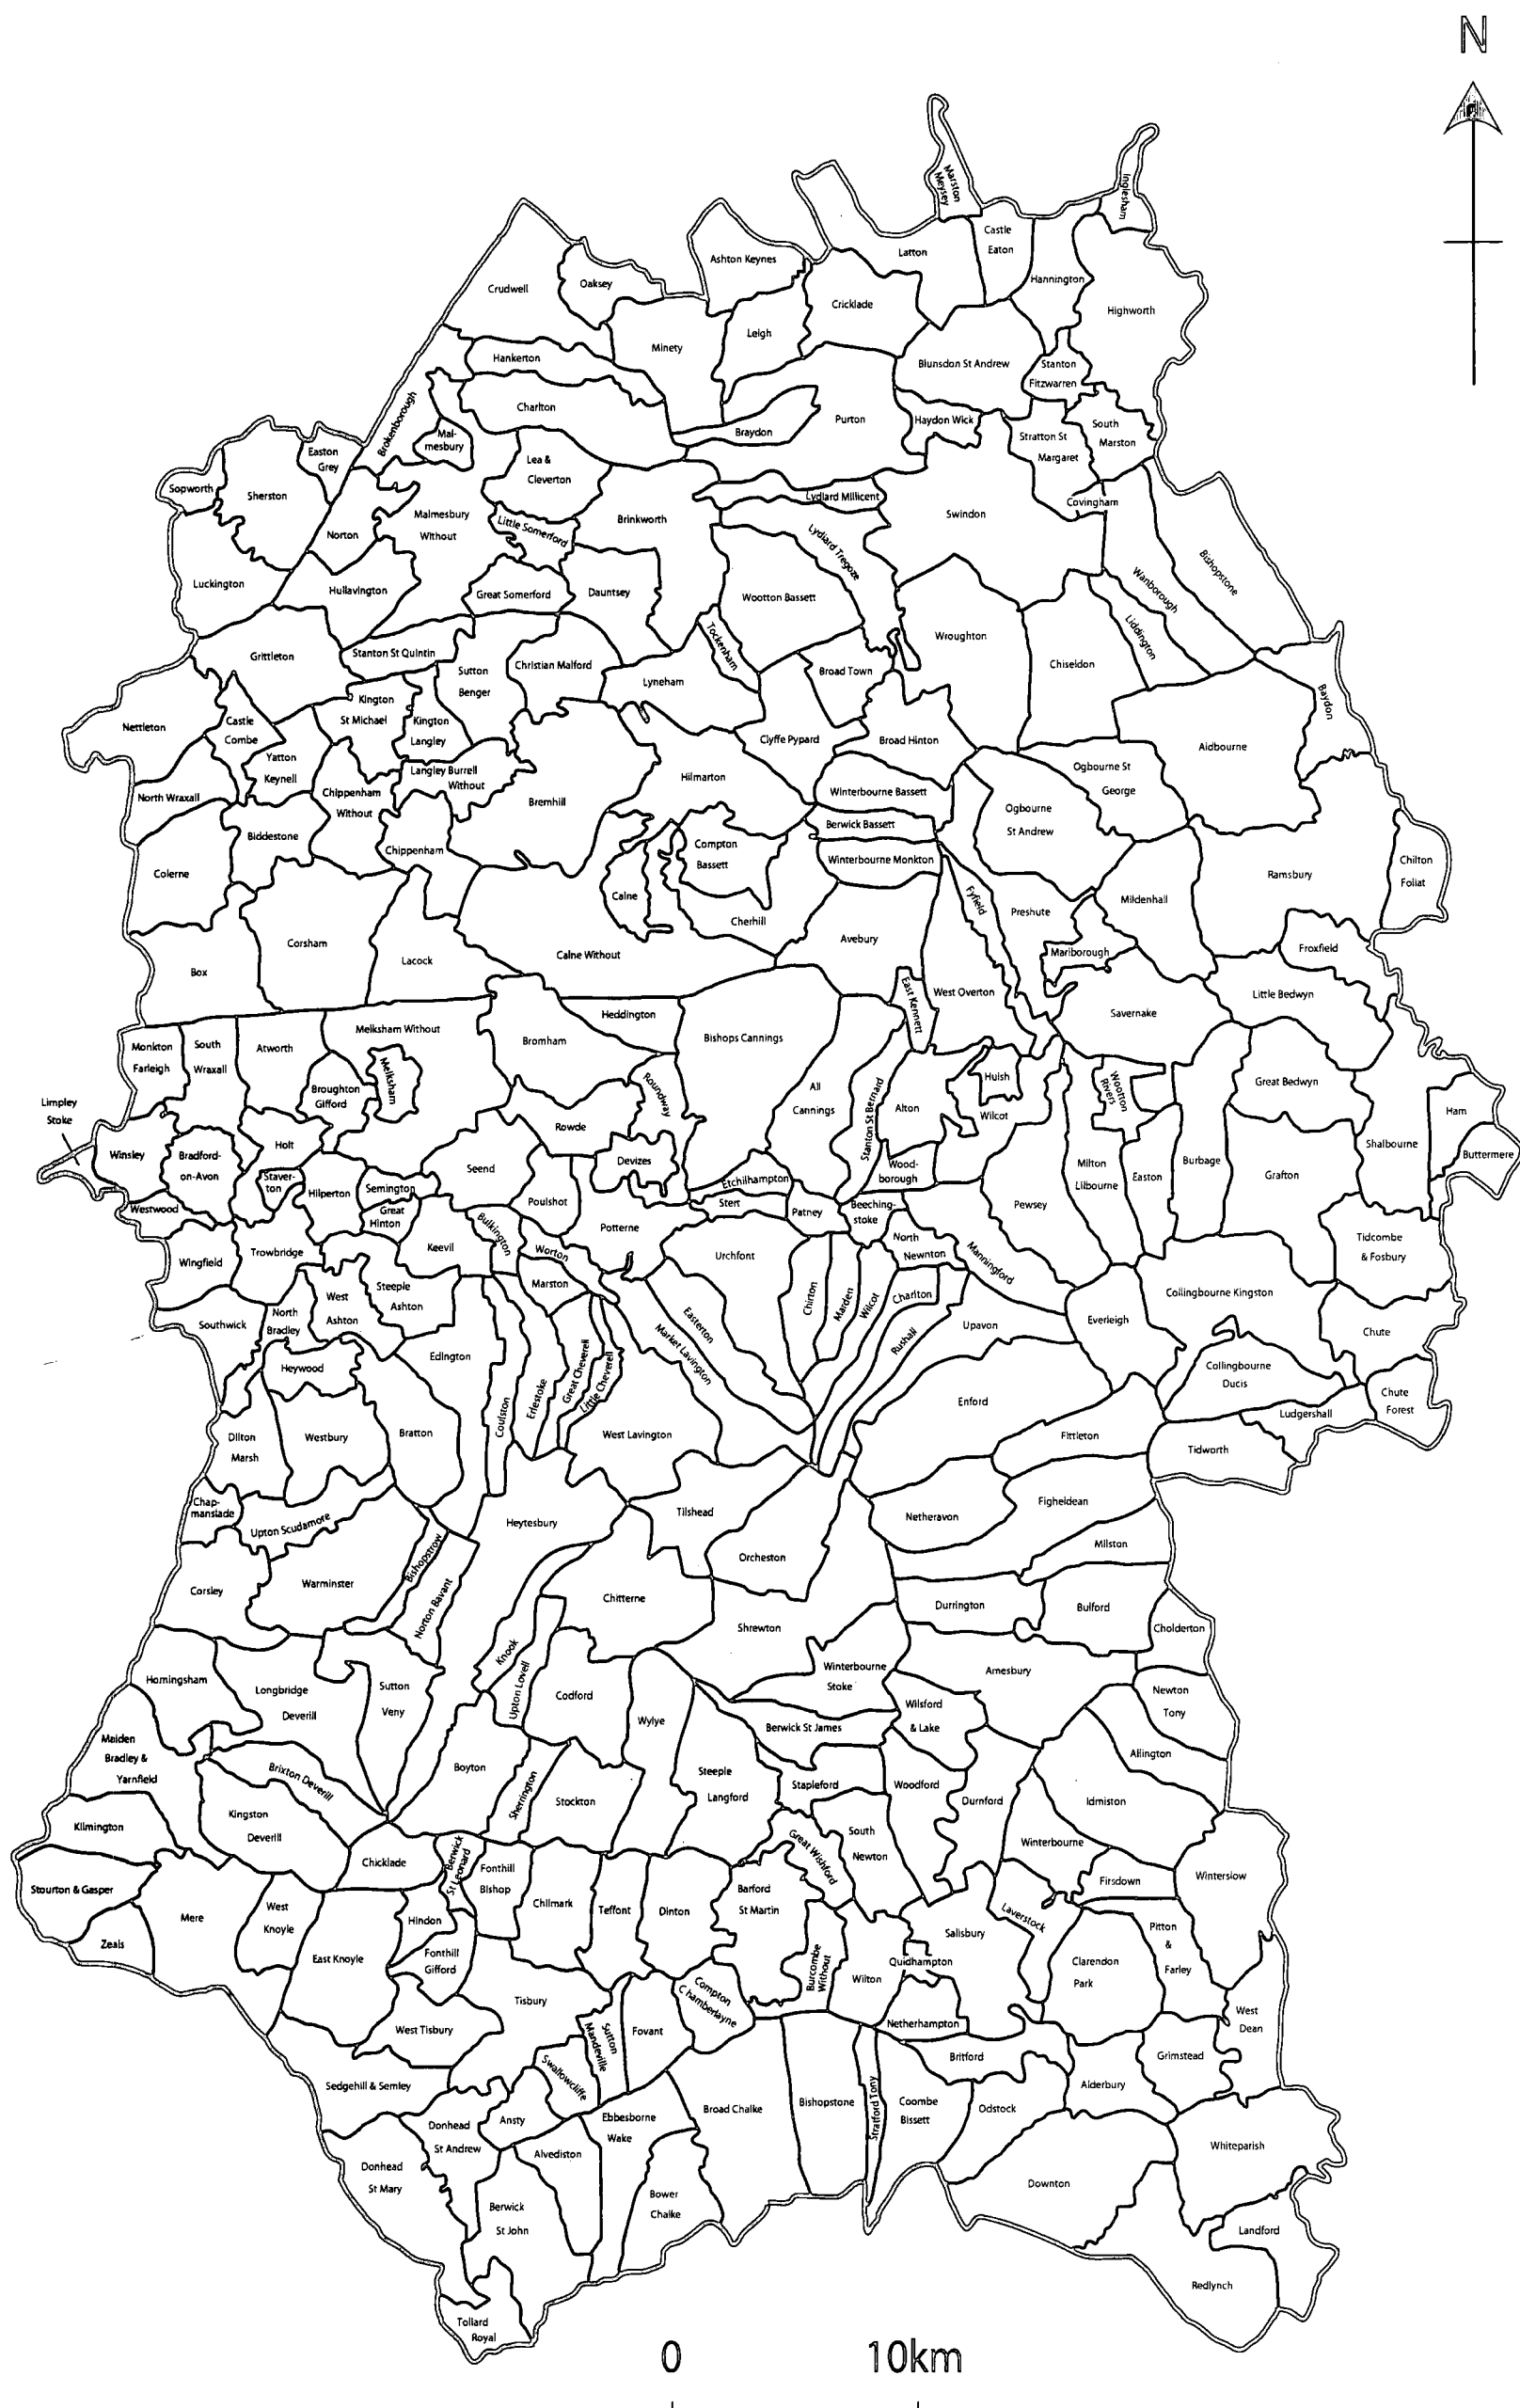 N
Marston
Meysey
Inglesham
Castle
Eaton
Latton
Ashton Keynes
Hannington
Oaksey
Crudwell
Cricklade
Highworth
Leigh
Minety
Hankerton
Blunsdon St Andrew
Stanton
Fitzwarren
Charlton
Brokenborough
Purton
Haydon Wick
South
Marston
Braydon
Mal-
mesbury
Stratton St
Margaret
Easton
Grey
Lea &
Cleverton
Sopworth
Sherston
Lydiard Millicent
Covingham
Malmesbury
Without
Swindon
Brinkworth
Little Somerford
Norton
Lydiard Tregoze
Bishopstone
Luckington
Hullavington
Great Somerford
Dauntsey
Wootton Bassett
Wanborough
Liddington
Wroughton
Tockenham
Grittleton
Stanton St Quintin
Christian Malford
Sutton
Benger
Broad Town
Chiseldon
Lyneham
Baydon
Kington
St Michael
Nettleton
Castle
Combe
Kington
Langley
Clyffe Pypard
Broad Hinton
Aldbourne
Yatton
Keynell
Langley Burrell
Without
Hilmarton
Ogbourne St
George
North Wraxall
Chippenham
Without
Bremhill
Winterbourne Bassett
Ogbourne
St Andrew
Berwick Bassett
Biddestone
Chippenham
Compton
Bassett
Winterbourne Monkton
Chilton
Foliat
Colerne
Ramsbury
Calne
Fyfield
Mildenhall
Preshute
Cherhill
Corsham
Avebury
Froxfield
Marlborough
Calne Without
Lacock
Box
West Overton
East Kennett
Little Bedwyn
Heddington
Savernake
Melksham Without
Bromham
Bishops Cannings
Monkton
Farleigh
South
Wraxall
Atworth
Huish
Great Bedwyn
Melksham
Broughton
Gifford
Roundway
All
Cannings
Wootton
Rivers
Limpley
Stoke
Alton
Wilcot
Stanton St Bernard
Ham
Rowde
Holt
Shalbourne
Winsley
Bradford-
on-Avon
Devizes
Wood-
borough
Buttermere
Seend
Milton
Lilbourne
Easton
Burbage
Grafton
Staver-
ton
Hilperton
Semington
Etchilhampton
Westwood
Great
Hinton
Poulshot
Stert
Patney
Beeching-
stoke
Pewsey
Potterne
North
Newnton
Tidcombe
& Fosbury
Wingfield
Trowbridge
Keevil
Bulkington
Worton
Urchfont
Manningford
Steeple
Ashton
Marston
West
Ashton
Chirton
Marden
Wilcot
Charlton
Collingbourne Kingston
Southwick
North
Bradley
Easterton
Market Lavington
Rushall
Upavon
Everleigh
Chute
Edington
Heywood
Great Cheverell
Little Cheverell
Collingbourne
Ducis
Erlestoke
Coulston
Enford
Chute
Forest
Ludgershall
Dilton
Marsh
Westbury
Bratton
West Lavington
Fittleton
Tidworth
Chap-
manslade
Upton Scudamore
Heytesbury
Tilshead
Figheldean
Netheravon
Bishopstrow
Milston
Orcheston
Corsley
Warminster
Norton Bavant
Chitterne
Durrington
Bulford
Shrewton
Cholderton
Knook
Horningsham
Upton Lovell
Winterbourne
Stoke
Amesbury
Longbridge
Deverill
Sutton
Veny
Codford
Newton
Tony
Wylye
Wilsford
& Lake
Maiden
Bradley &
Yarnfield
Berwick St James
Allington
Brixton Deverill
Boyton
Steeple
Langford
Stapleford
Woodford
Durnford
Sherrington
Stockton
Idmiston
Kingston
Deverill
Kilmington
South
Newton
Great Wishford
Winterbourne
Chicklade
Berwick
St Leonard
Fonthill
Bishop
Firsdown
Winterslow
Stourton & Gasper
Barford
St Martin
Chilmark
Teffont
Dinton
Mere
West
Knoyle
Hindon
Laverstock
Salisbury
Pitton
&
Farley
Zeals
East Knoyle
Fonthill
Gifford
Burcombe
Without
Quidhampton
Clarendon
Park
Wilton
Compton
Chamberlayne
Tisbury
West
Dean
Netherhampton
West Tisbury
Sutton
Mandeville
Fovant
Britford
Grimstead
Swallowcliffe
Sedgehill & Semley
Alderbury
Bishopstone
Stratford Tony
Coombe
Bissett
Odstock
Broad Chalke
Ebbesborne
Wake
Ansty
Donhead
St Andrew
Whiteparish
Alvediston
Donhead
St Mary
Downton
Bower
Chalke
Berwick
St John
Landford
Redlynch
Tollard
Royal
0
10km